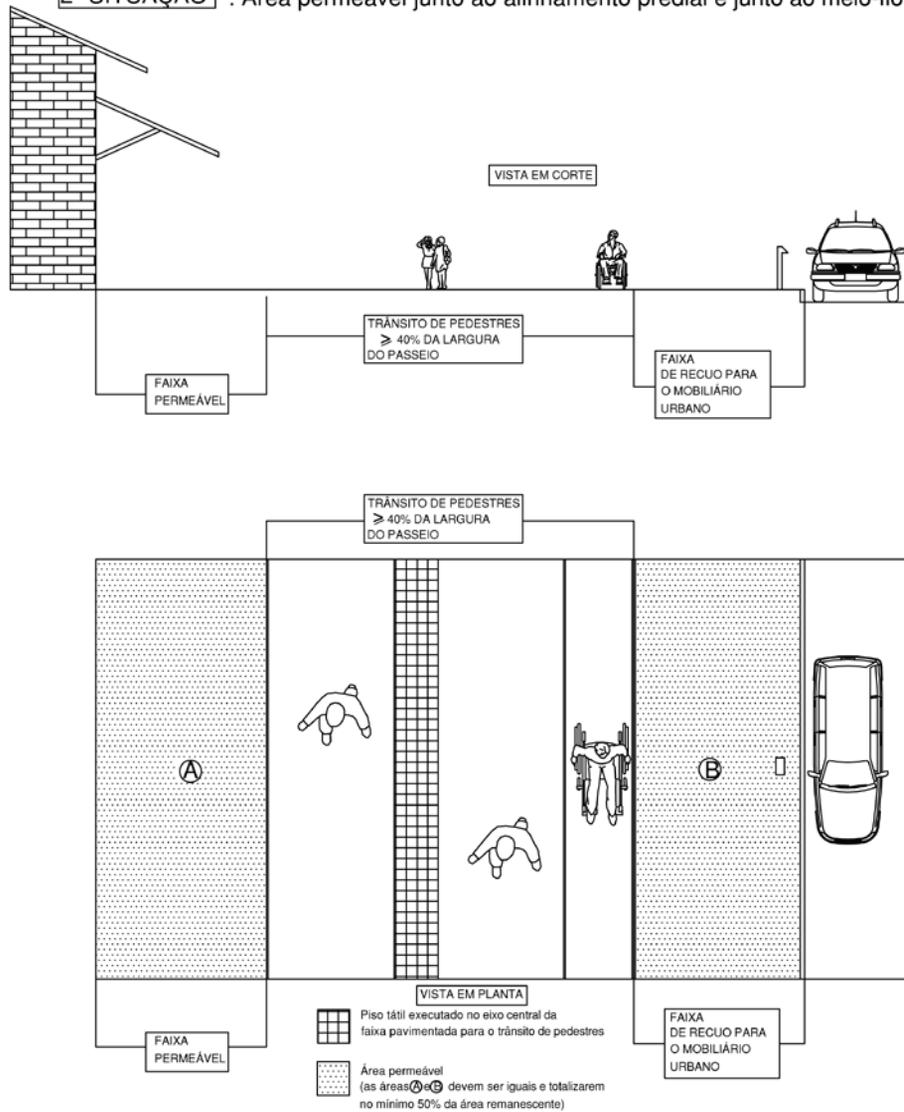 2ª SITUAÇÃO : Área permeável junto ao alinhamento predial e junto ao meio-fio
VISTA EM CORTE
TRÂNSITO DE PEDESTRES
⩾ 40% DA LARGURA
DO PASSEIO
FAIXA
PERMEÁVEL
FAIXA
DE RECUO PARA
O MOBILIÁRIO
URBANO
TRÂNSITO DE PEDESTRES
⩾ 40% DA LARGURA
DO PASSEIO
A
B
VISTA EM PLANTA
Piso tátil executado no eixo central da
faixa pavimentada para o trânsito de pedestres
FAIXA
PERMEÁVEL
FAIXA
DE RECUO PARA
O MOBILIÁRIO
URBANO
Área permeável
(as áreas A e B devem ser iguais e totalizarem
no mínimo 50% da área remanescente)